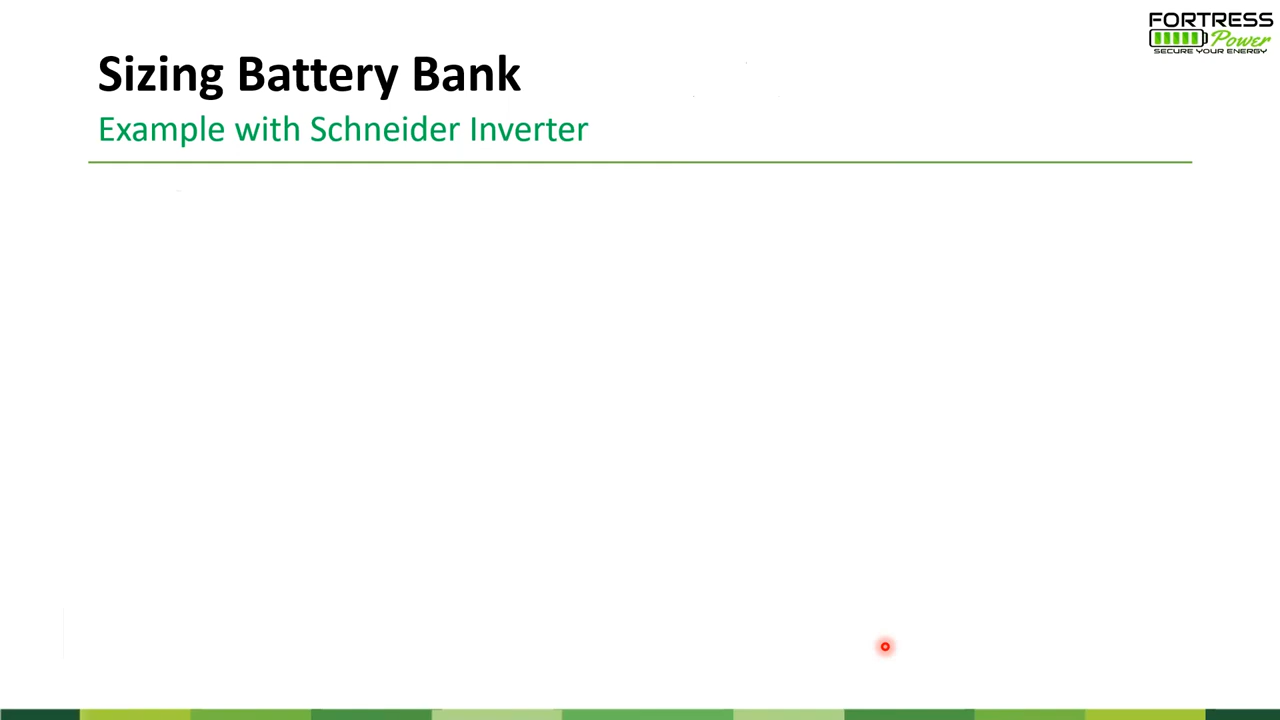 FORTRESS
Power
SECURE YOUR ENERGY
Sizing Battery Bank
Example with Schneider Inverter